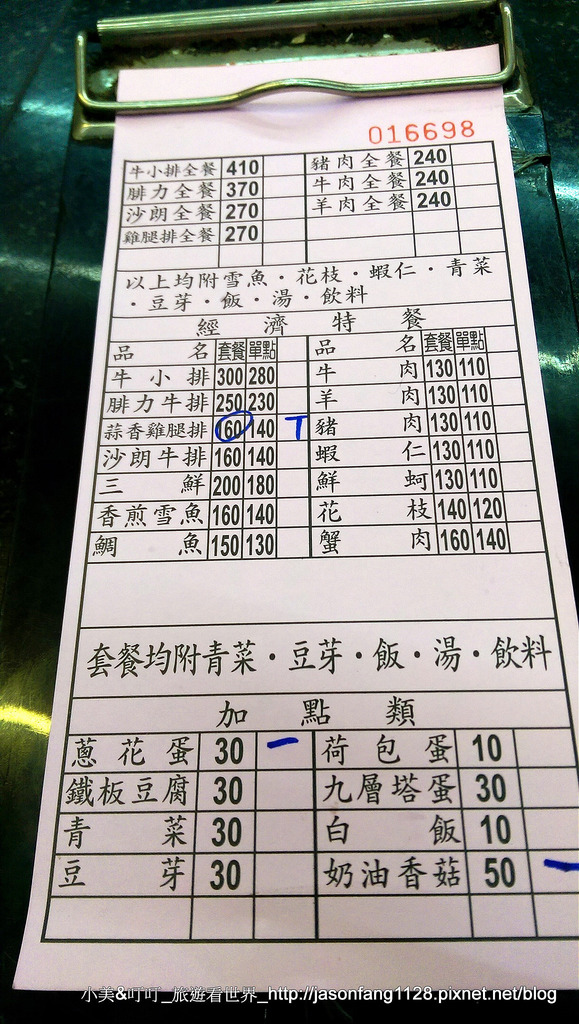 016698
牛小排全餐 410 豬肉全餐 240
腓力全餐 370 牛肉全餐 240
沙朗全餐 270 羊肉全餐 240
雞腿排全餐 270
以上均附雪魚·花枝·蝦仁·青菜
·豆芽·飯·湯·飲料
經濟特餐
品名 套餐 單點 品名 套餐 單點
牛小排 300 280 牛肉 130 110
腓力牛排 250 230 羊肉 130 110
蒜香雞腿排 160 140 T 豬肉 130 110
沙朗牛排 160 140 蝦仁 130 110
三鮮 200 180 鮮蚵 130 110
香煎雪魚 160 140 花枝 140 120
鯛魚 150 130 蟹肉 160 140
套餐均附青菜·豆芽·飯·湯·飲料
加點類
蔥花蛋 30 一 荷包蛋 10
鐵板豆腐 30 九層塔蛋 30
青菜 30 白飯 10
豆芽 30 奶油香菇 50 一
小美&叮叮_旅遊看世界_http://jasonfang1128.pixnet.net/blog